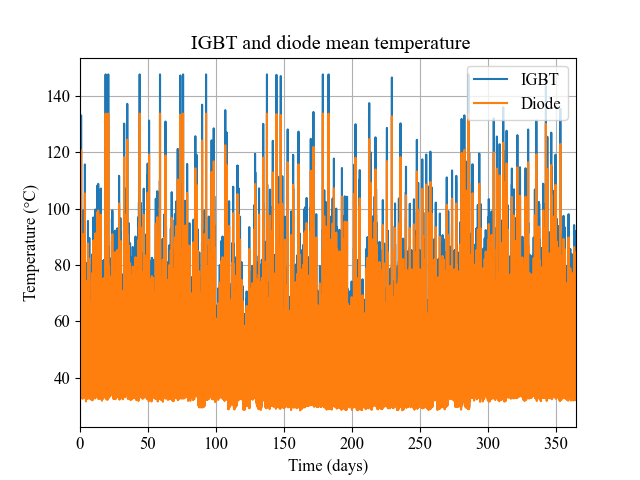 IGBT and diode mean temperature
IGBT
Diode
Temperature (°C)
140
120
100
80
60
40
0 50 100 150 200 250 300 350
Time (days)